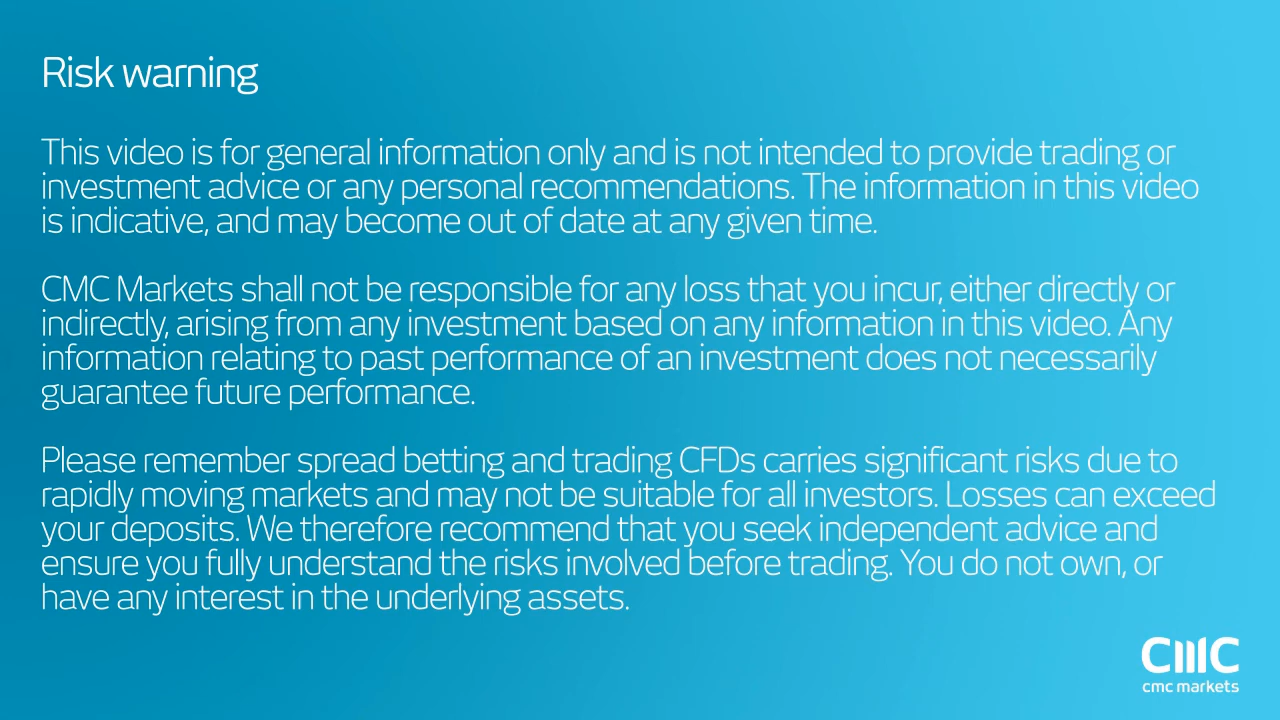 Risk warning
This video is for general information only and is not intended to provide trading or
investment advice or any personal recommendations. The information in this video
is indicative, and may become out of date at any given time.
CMC Markets shall not be responsible for any loss that you incur, either directly or
indirectly, arising from any investment based on any information in this video. Any
information relating to past performance of an investment does not necessarily
guarantee future performance.
Please remember spread betting and trading CFDs carries significant risks due to
rapidly moving markets and may not be suitable for all investors. Losses can exceed
your deposits. We therefore recommend that you seek independent advice and
ensure you fully understand the risks involved before trading. You do not own, or
have any interest in the underlying assets.
CMC
cmc markets